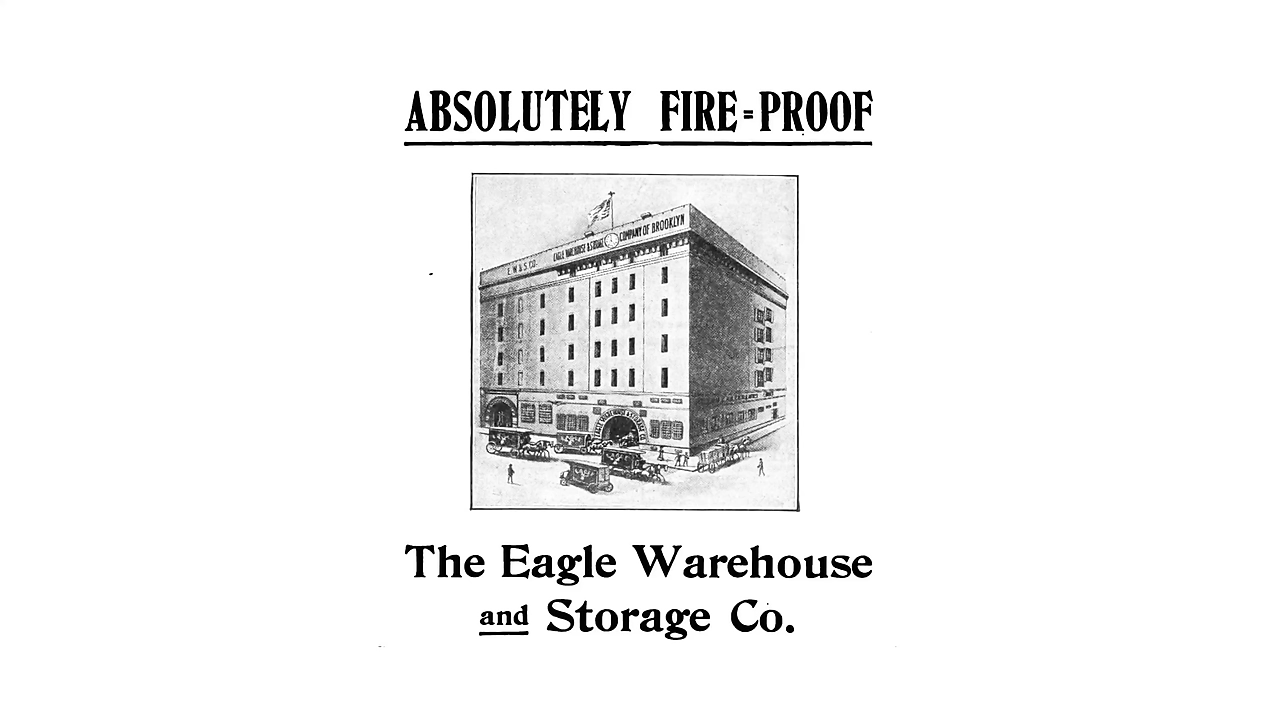 ABSOLUTELY FIRE=PROOF
E. W. & S. CO.
EAGLE WAREHOUSE & STORAGE COMPANY OF BROOKLYN
The Eagle Warehouse
and Storage Co.